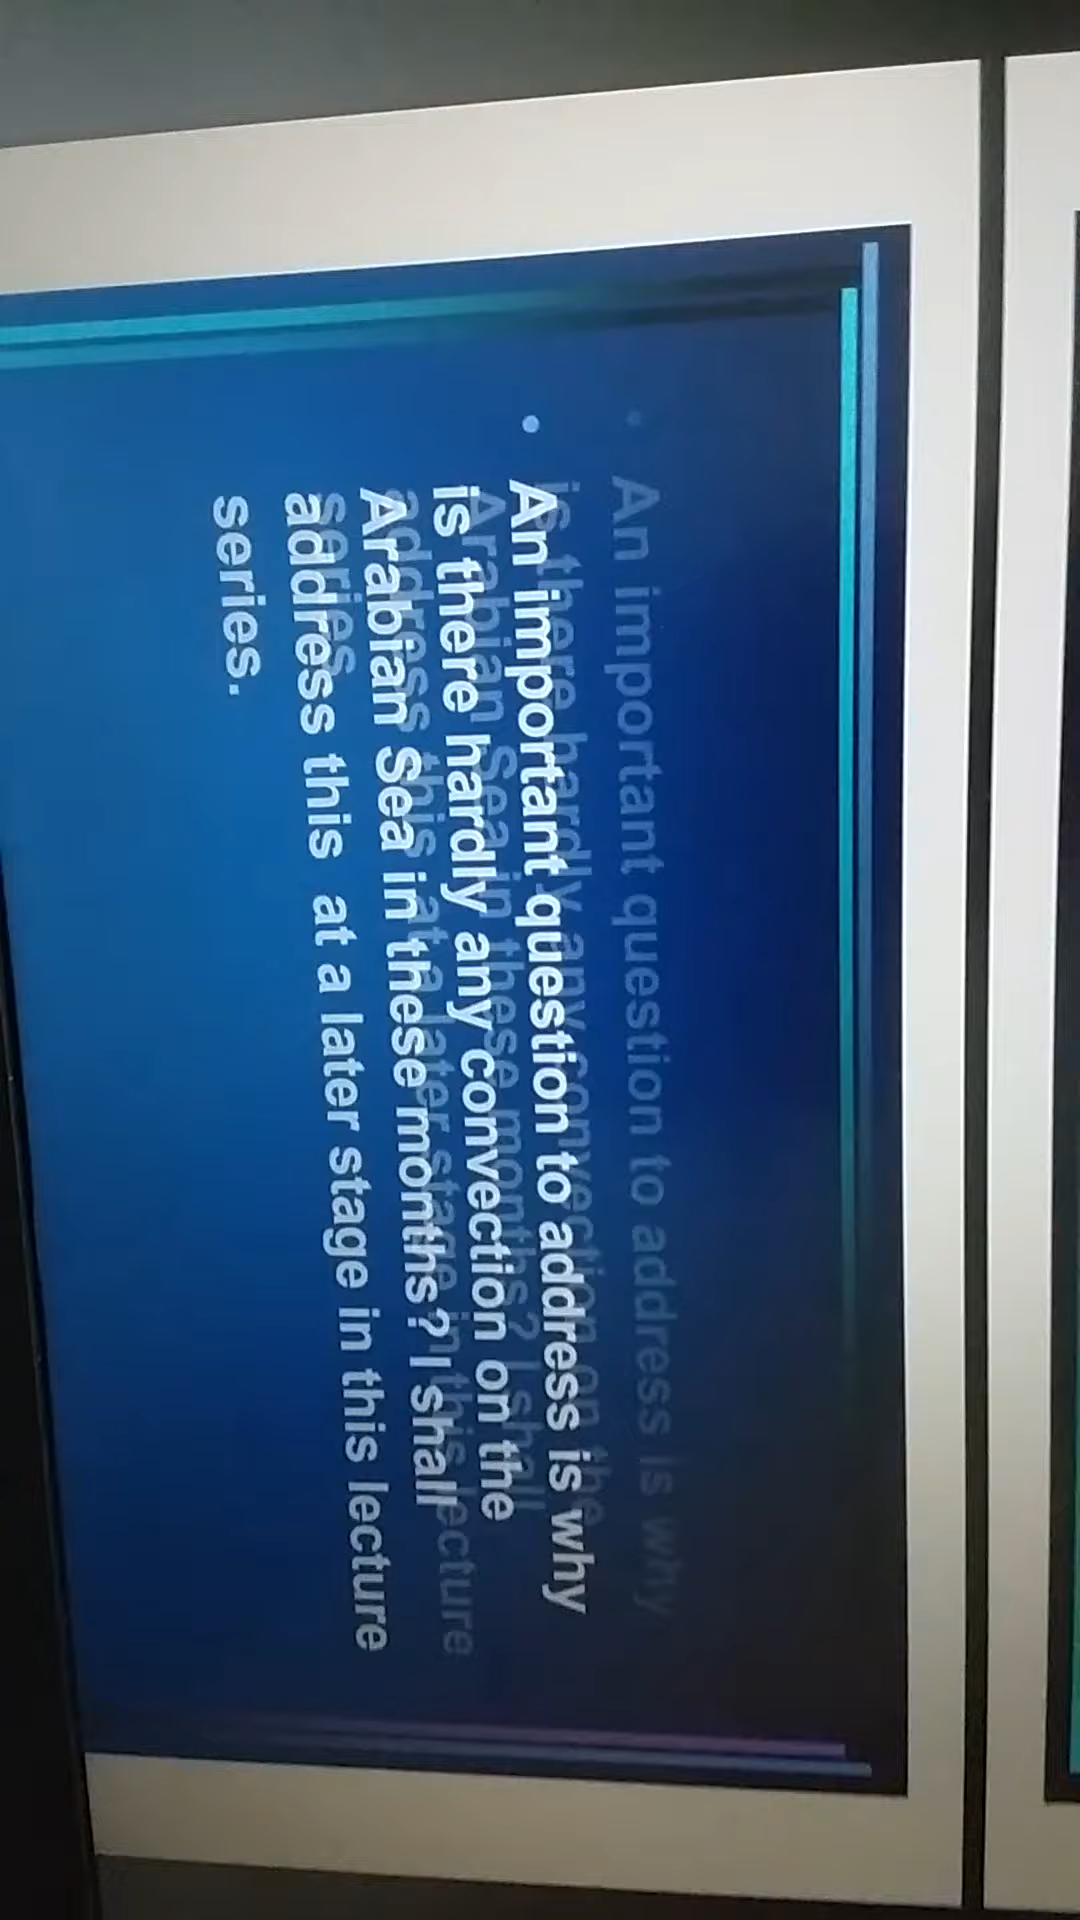 • An important question to address is why
is there hardly any convection on the
Arabian Sea in these months? I shall
address this at a later stage in this lecture
series.